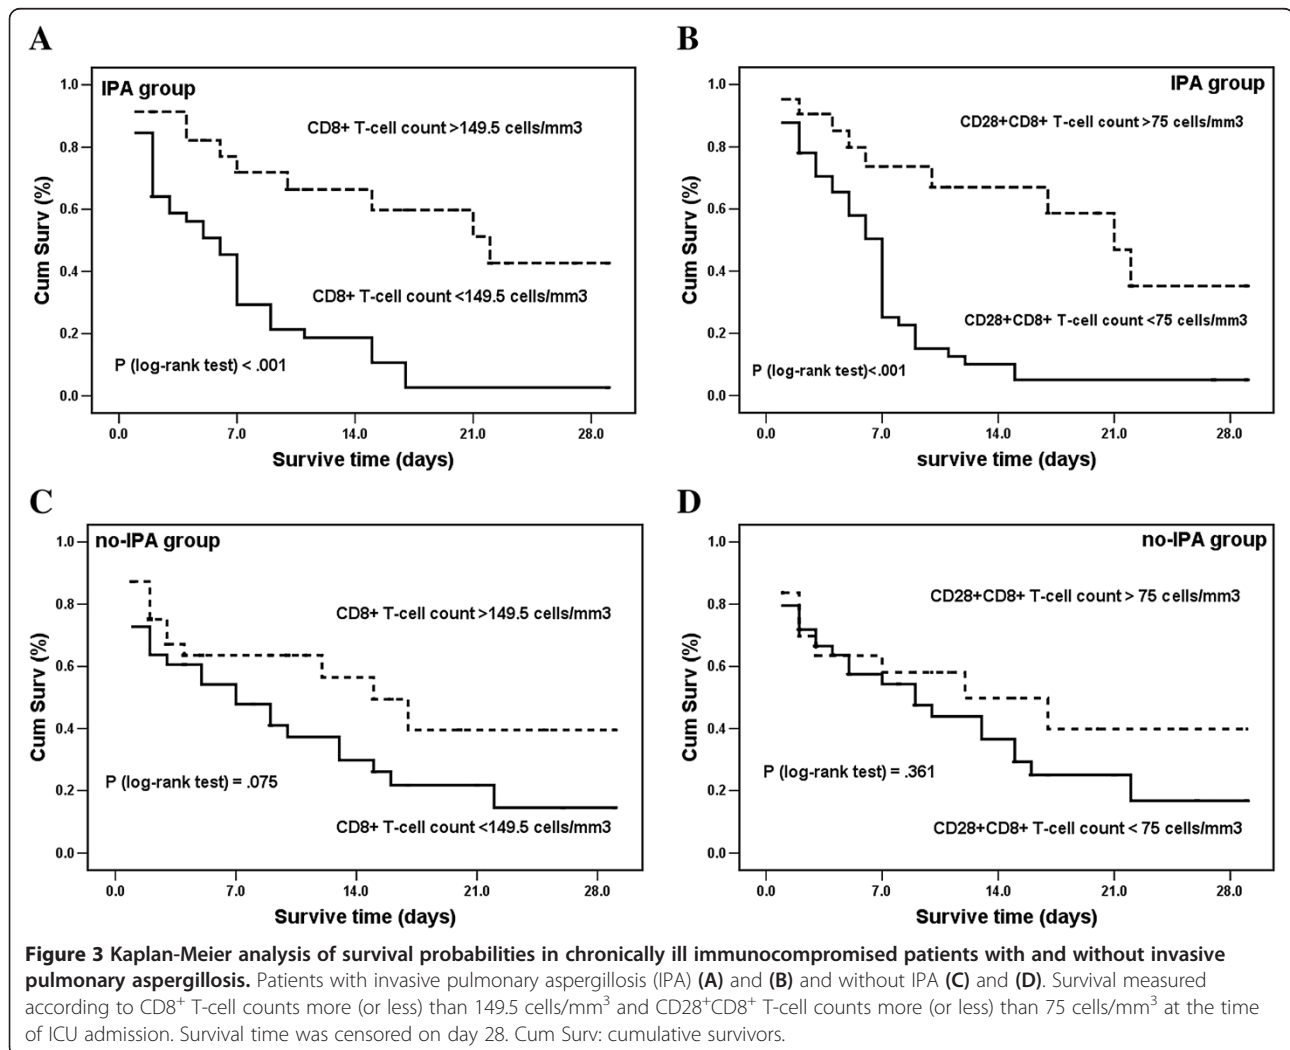 A
IPA group
CD8+ T-cell count >149.5 cells/mm3
CD8+ T-cell count <149.5 cells/mm3
P (log-rank test) < .001
Cum Surv (%)
1.0
0.8
0.6
0.4
0.2
0.0
0.0 7.0 14.0 21.0 28.0
Survive time (days)
B
IPA group
CD28+CD8+ T-cell count >75 cells/mm3
CD28+CD8+ T-cell count <75 cells/mm3
P (log-rank test)<.001
Cum Surv (%)
1.0
0.8
0.6
0.4
0.2
0.0
0.0 7.0 14.0 21.0 28.0
survive time (days)
C
no-IPA group
CD8+ T-cell count >149.5 cells/mm3
P (log-rank test) = .075
CD8+ T-cell count <149.5 cells/mm3
Cum Surv (%)
1.0
0.8
0.6
0.4
0.2
0.0
0.0 7.0 14.0 21.0 28.0
Survive time (days)
D
no-IPA group
CD28+CD8+ T-cell count > 75 cells/mm3
P (log-rank test) = .361
CD28+CD8+ T-cell count < 75 cells/mm3
Cum Surv (%)
1.0
0.8
0.6
0.4
0.2
0.0
0.0 7.0 14.0 21.0 28.0
Survive time (days)
Figure 3 Kaplan-Meier analysis of survival probabilities in chronically ill immunocompromised patients with and without invasive
pulmonary aspergillosis. Patients with invasive pulmonary aspergillosis (IPA) (A) and (B) and without IPA (C) and (D). Survival measured
according to CD8⁺ T-cell counts more (or less) than 149.5 cells/mm³ and CD28⁺CD8⁺ T-cell counts more (or less) than 75 cells/mm³ at the time
of ICU admission. Survival time was censored on day 28. Cum Surv: cumulative survivors.